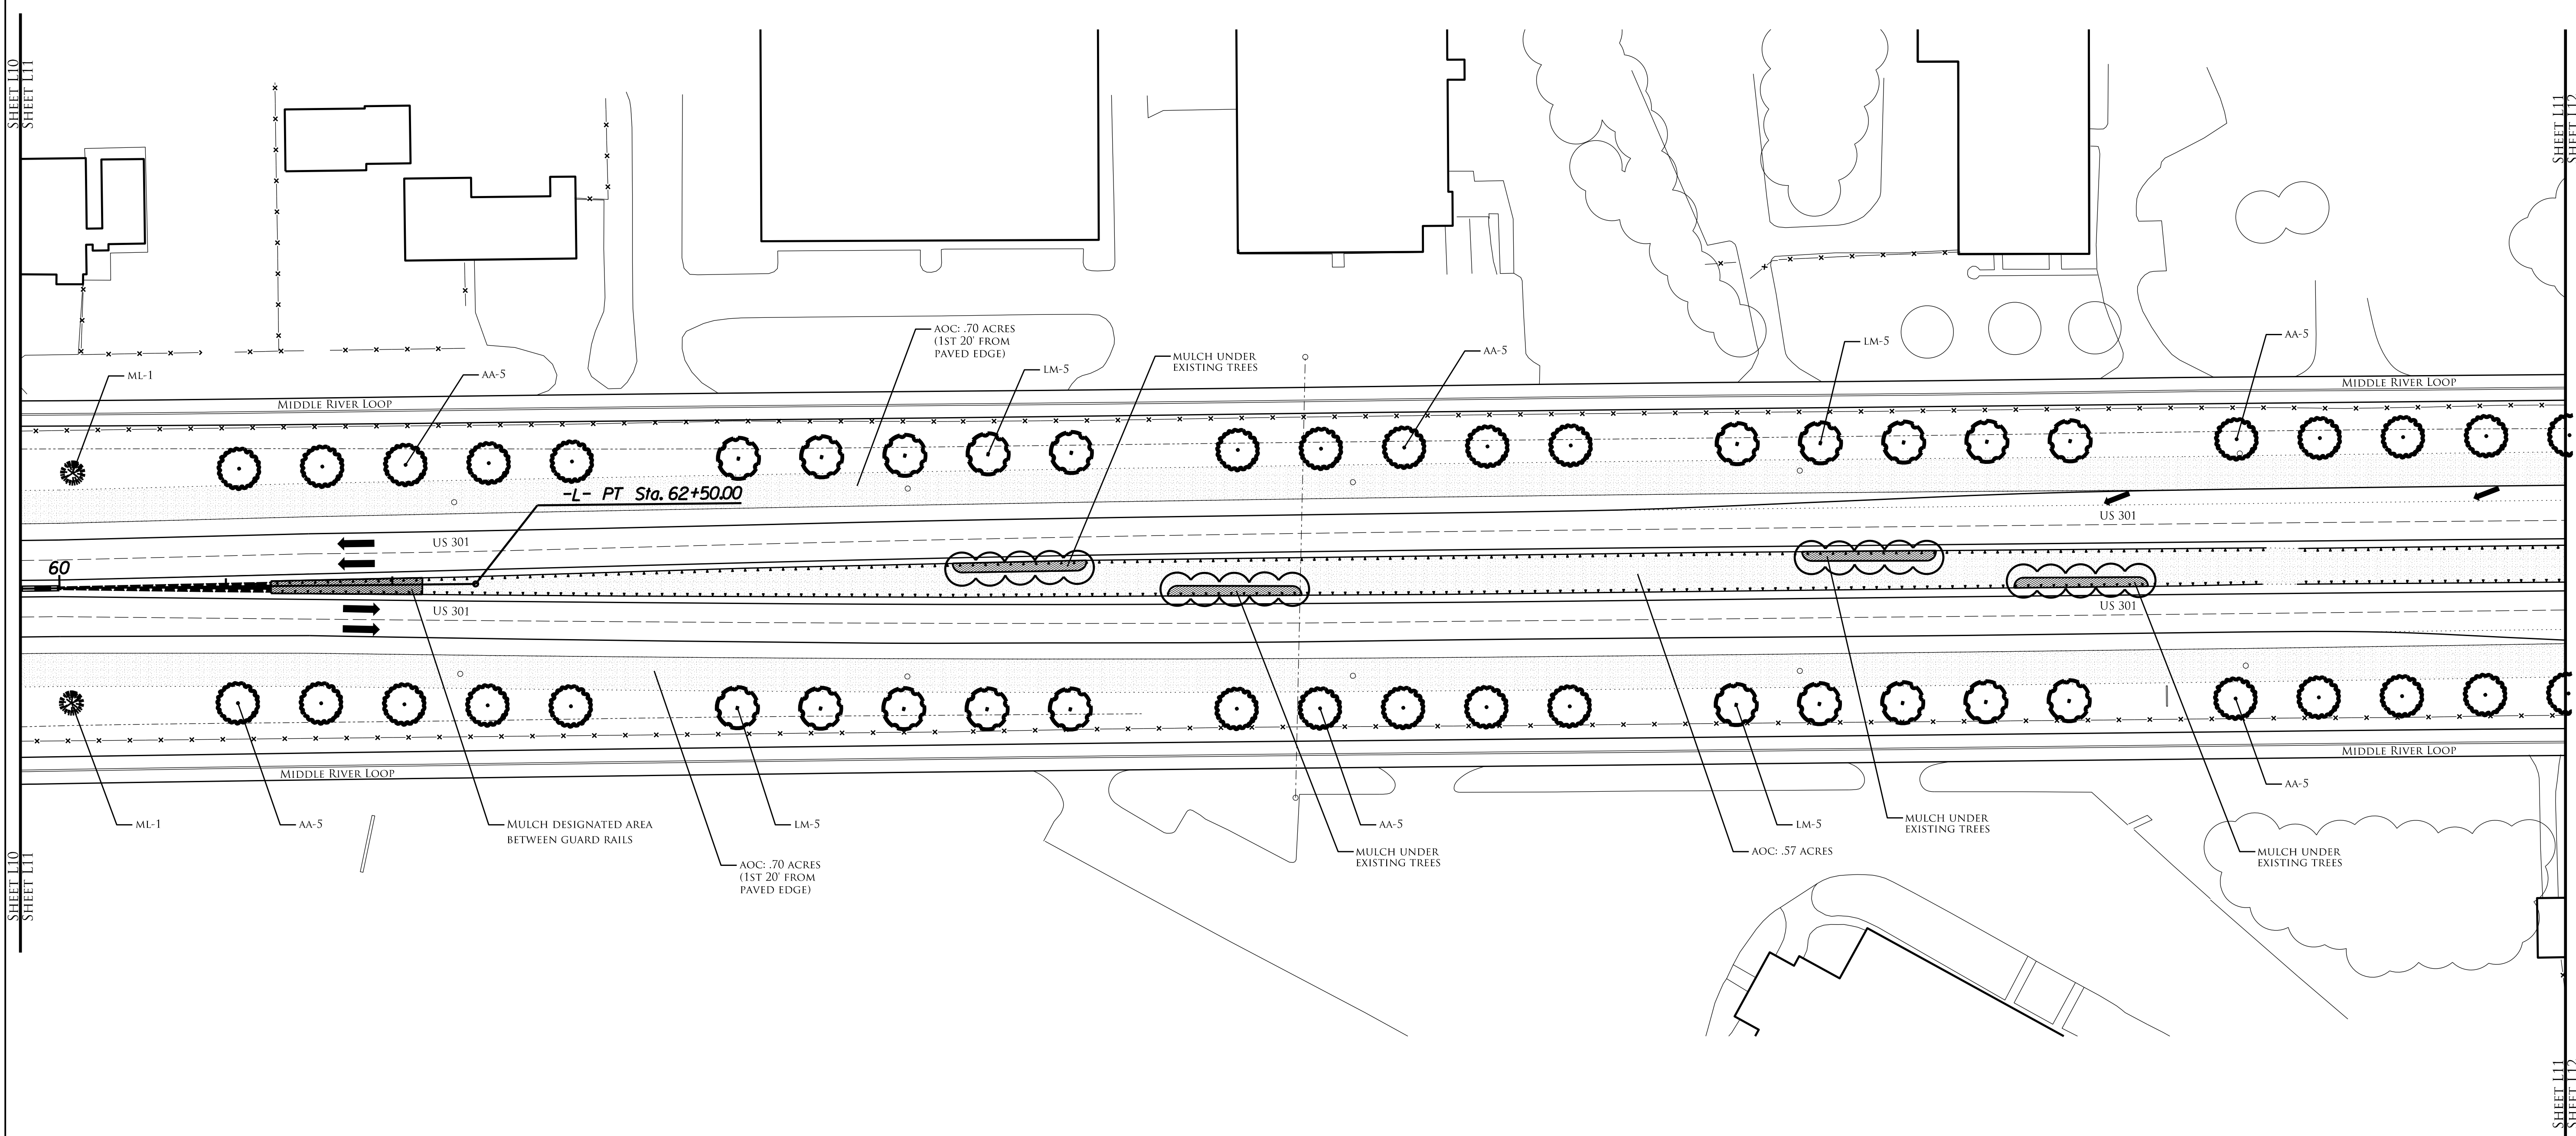 SHEET L10
SHEET L11
SHEET L11
SHEET L12
AOC: .70 ACRES
(1ST 20' FROM
PAVED EDGE)
MULCH UNDER
EXISTING TREES
AA-5
LM-5
AA-5
ML-1
AA-5
LM-5
MIDDLE RIVER LOOP
MIDDLE RIVER LOOP
-L- PT Sta. 62+50.00
US 301
US 301
60
US 301
US 301
MIDDLE RIVER LOOP
MIDDLE RIVER LOOP
ML-1
AA-5
MULCH DESIGNATED AREA
BETWEEN GUARD RAILS
LM-5
AOC: .70 ACRES
(1ST 20' FROM
PAVED EDGE)
AA-5
MULCH UNDER
EXISTING TREES
LM-5
AOC: .57 ACRES
MULCH UNDER
EXISTING TREES
AA-5
MULCH UNDER
EXISTING TREES
SHEET L10
SHEET L11
SHEET L11
SHEET L12